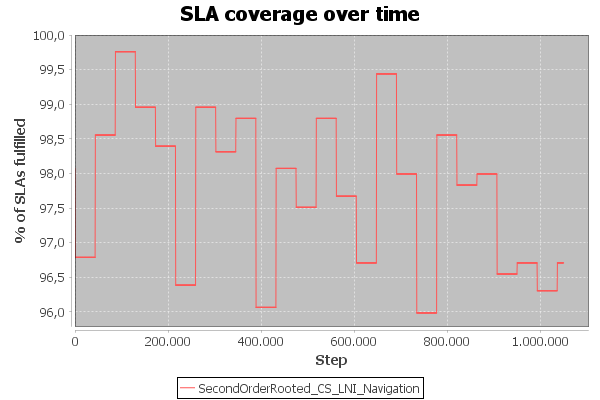 SLA coverage over time
% of SLAs fulfilled
100,0
99,5
99,0
98,5
98,0
97,5
97,0
96,5
96,0
0 200.000 400.000 600.000 800.000 1.000.000
Step
SecondOrderRooted_CS_LNI_Navigation